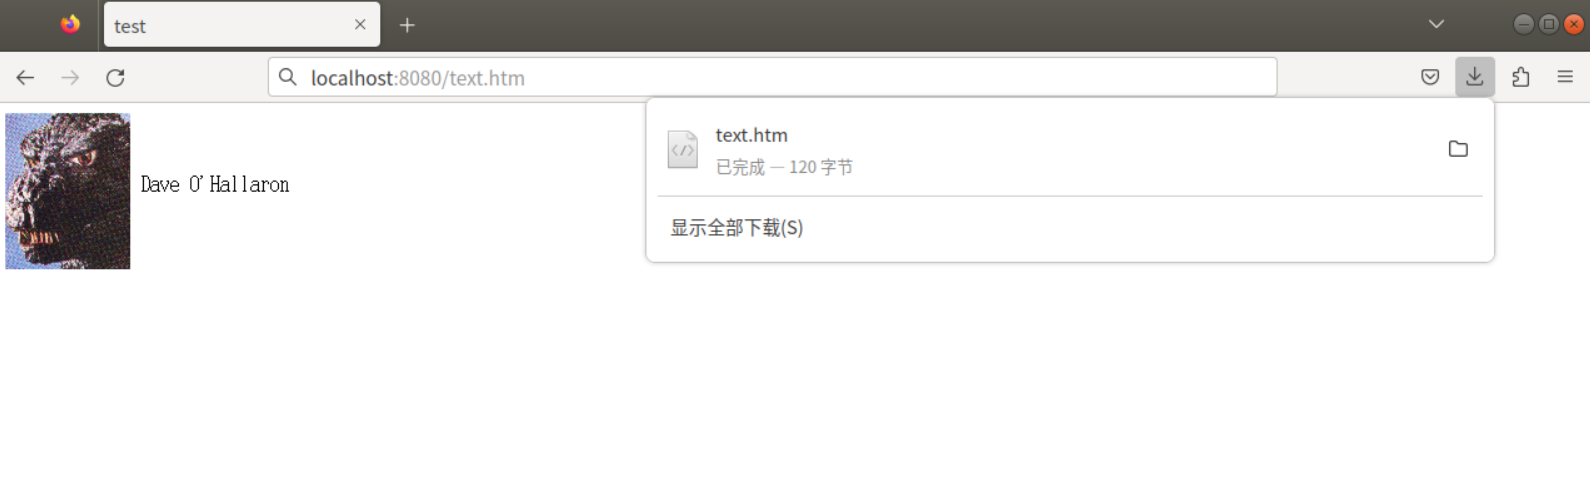 test
localhost:8080/text.htm
text.htm
已完成 — 120 字节
显示全部下载(S)
Dave O'Hallaron